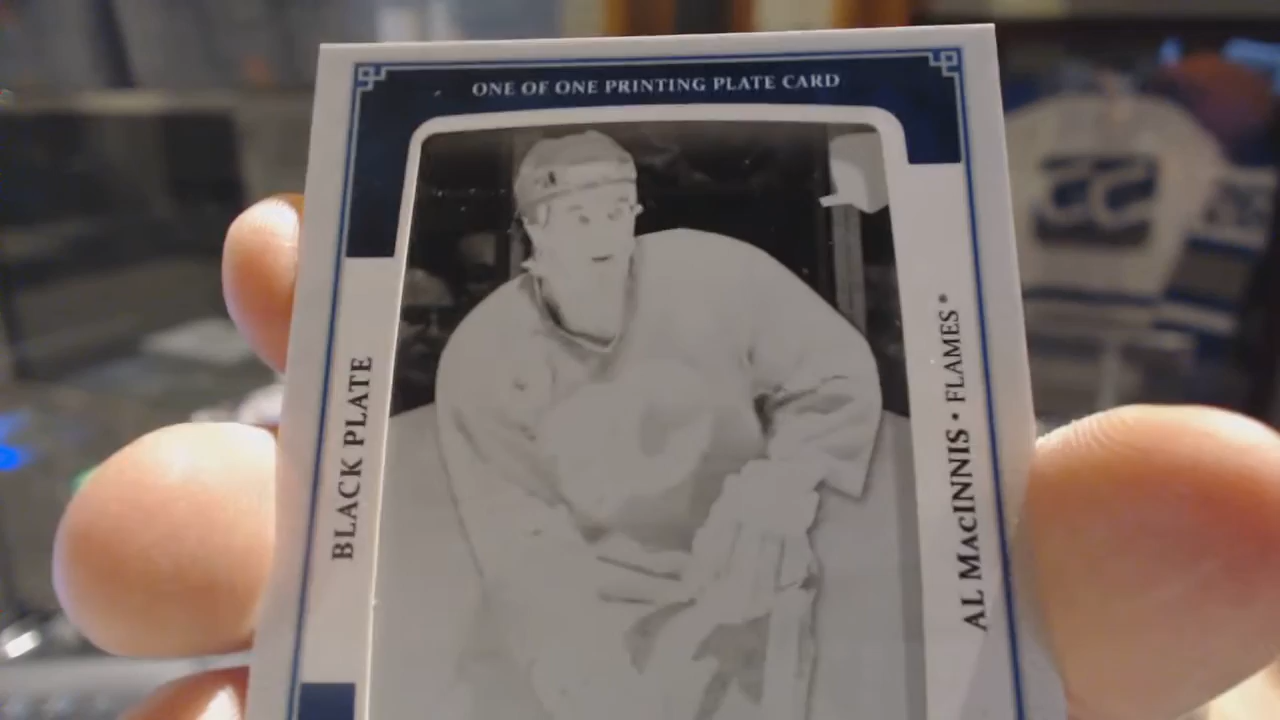 ONE OF ONE PRINTING PLATE CARD
BLACK PLATE
AL MACINNIS • FLAMES®